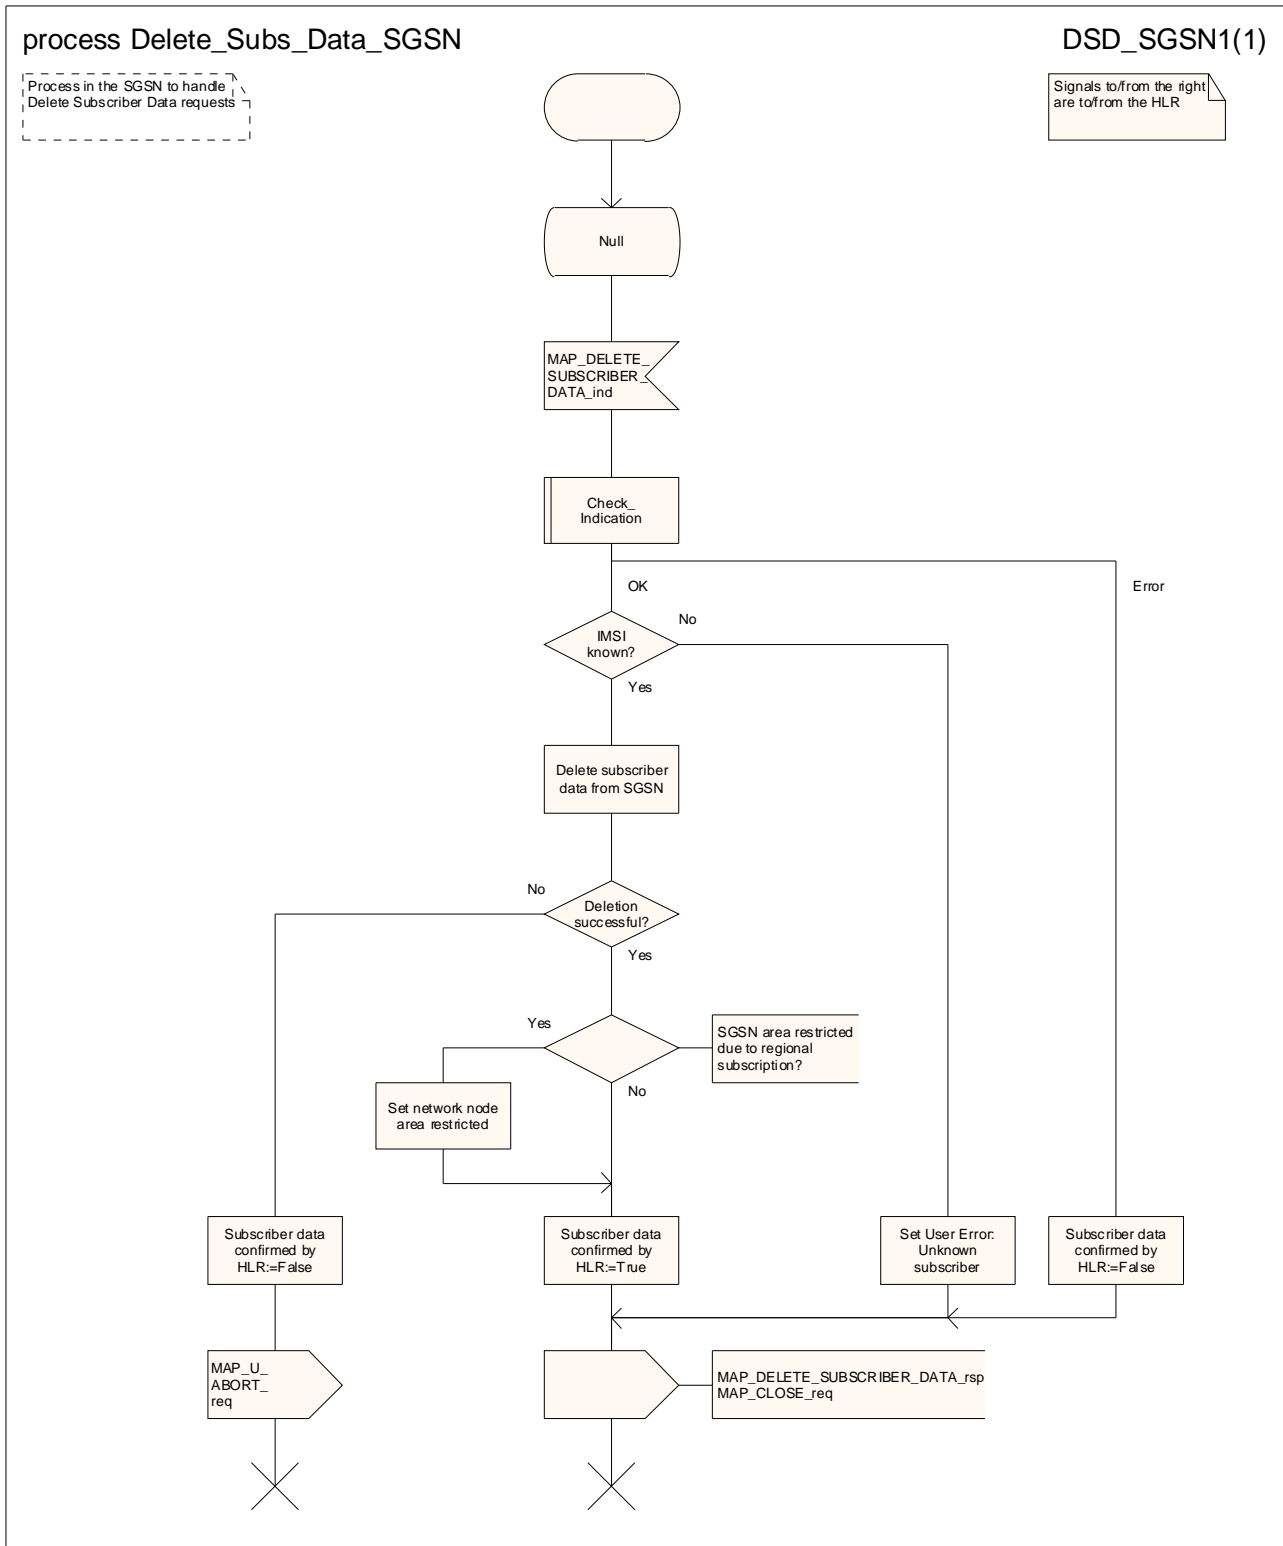 process Delete_Subs_Data_SGSN
DSD_SGSN1(1)
Process in the SGSN to handle
Delete Subscriber Data requests
Signals to/from the right
are to/from the HLR
Null
MAP_DELETE_
SUBSCRIBER_
DATA_ind
Check_
Indication
OK
Error
IMSI
known?
No
Yes
Delete subscriber
data from SGSN
No
Deletion
successful?
Yes
Yes
SGSN area restricted
due to regional
subscription?
No
Set network node
area restricted
Subscriber data
confirmed by
HLR:=False
Subscriber data
confirmed by
HLR:=True
Set User Error:
Unknown
subscriber
Subscriber data
confirmed by
HLR:=False
MAP_U_
ABORT_
req
MAP_DELETE_SUBSCRIBER_DATA_rsp
MAP_CLOSE_req